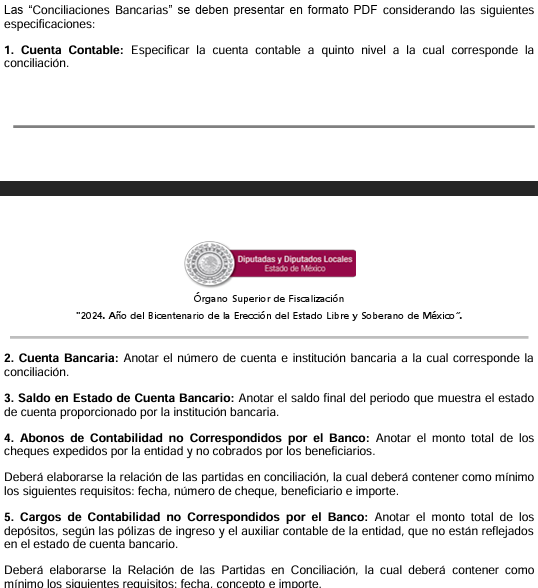 Las “Conciliaciones Bancarias” se deben presentar en formato PDF considerando las siguientes
especificaciones:
1. Cuenta Contable: Especificar la cuenta contable a quinto nivel a la cual corresponde la
conciliación.
Diputadas y Diputados Locales
Estado de México
Órgano Superior de Fiscalización
“2024. Año del Bicentenario de la Erección del Estado Libre y Soberano de México”.
2. Cuenta Bancaria: Anotar el número de cuenta e institución bancaria a la cual corresponde la
conciliación.
3. Saldo en Estado de Cuenta Bancario: Anotar el saldo final del periodo que muestra el estado
de cuenta proporcionado por la institución bancaria.
4. Abonos de Contabilidad no Correspondidos por el Banco: Anotar el monto total de los
cheques expedidos por la entidad y no cobrados por los beneficiarios.
Deberá elaborarse la relación de las partidas en conciliación, la cual deberá contener como mínimo
los siguientes requisitos: fecha, número de cheque, beneficiario e importe.
5. Cargos de Contabilidad no Correspondidos por el Banco: Anotar el monto total de los
depósitos, según las pólizas de ingreso y el auxiliar contable de la entidad, que no están reflejados
en el estado de cuenta bancario.
Deberá elaborarse la Relación de las Partidas en Conciliación, la cual deberá contener como
mínimo los siguientes requisitos: fecha, concepto e importe.